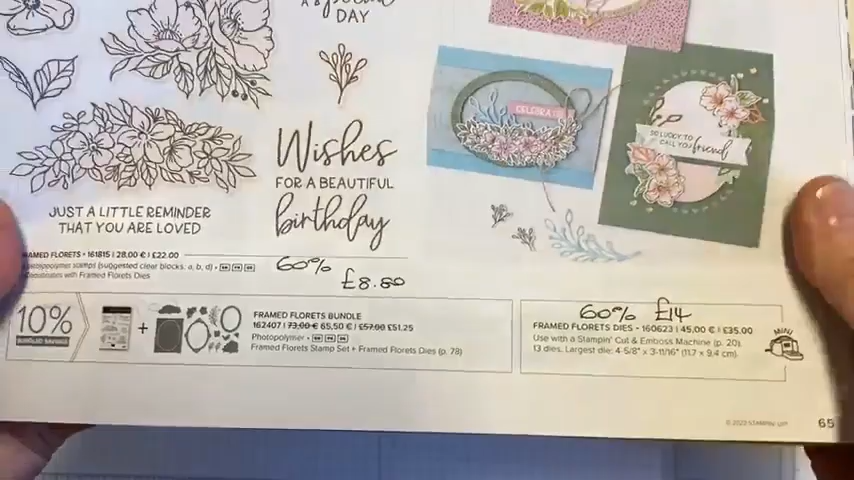 DAY
CELEBRATE
SO LUCKY TO
CALL YOU friend
Wishes
FOR A BEAUTIFUL
birthday
JUST A LITTLE REMINDER
THAT YOU ARE LOVED
FRAMED FLORETS • 161815 | 28,00 € | £22.00
Photopolymer stamps (suggested clear blocks: a, b, d) •
Coordinates with Framed Florets Dies
60%
£8.80
10%
BUNDLED SAVINGS
+
FRAMED FLORETS BUNDLE
162407 | 73,00 € 65,50 € | £57.00 £51.25
Photopolymer •
Framed Florets Stamp Set + Framed Florets Dies (p. 78)
60% £14
FRAMED FLORETS DIES • 160623 | 45,00 € | £35.00
Use with a Stampin' Cut & Emboss Machine (p. 20).
13 dies. Largest die: 4-5/8" x 3-11/16" (11.7 x 9.4 cm).
MINI
© 2023 STAMPIN' UP!
65